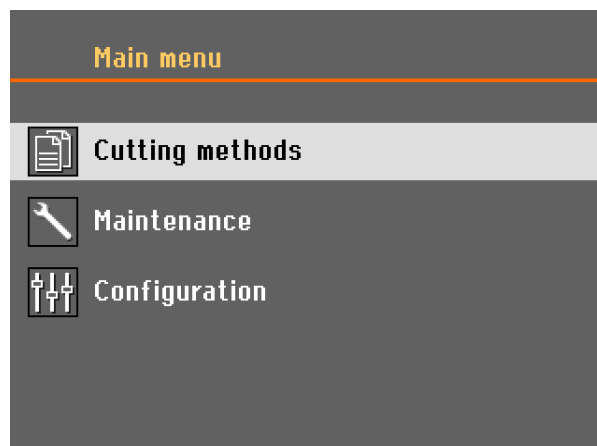 Main menu
Cutting methods
Maintenance
Configuration